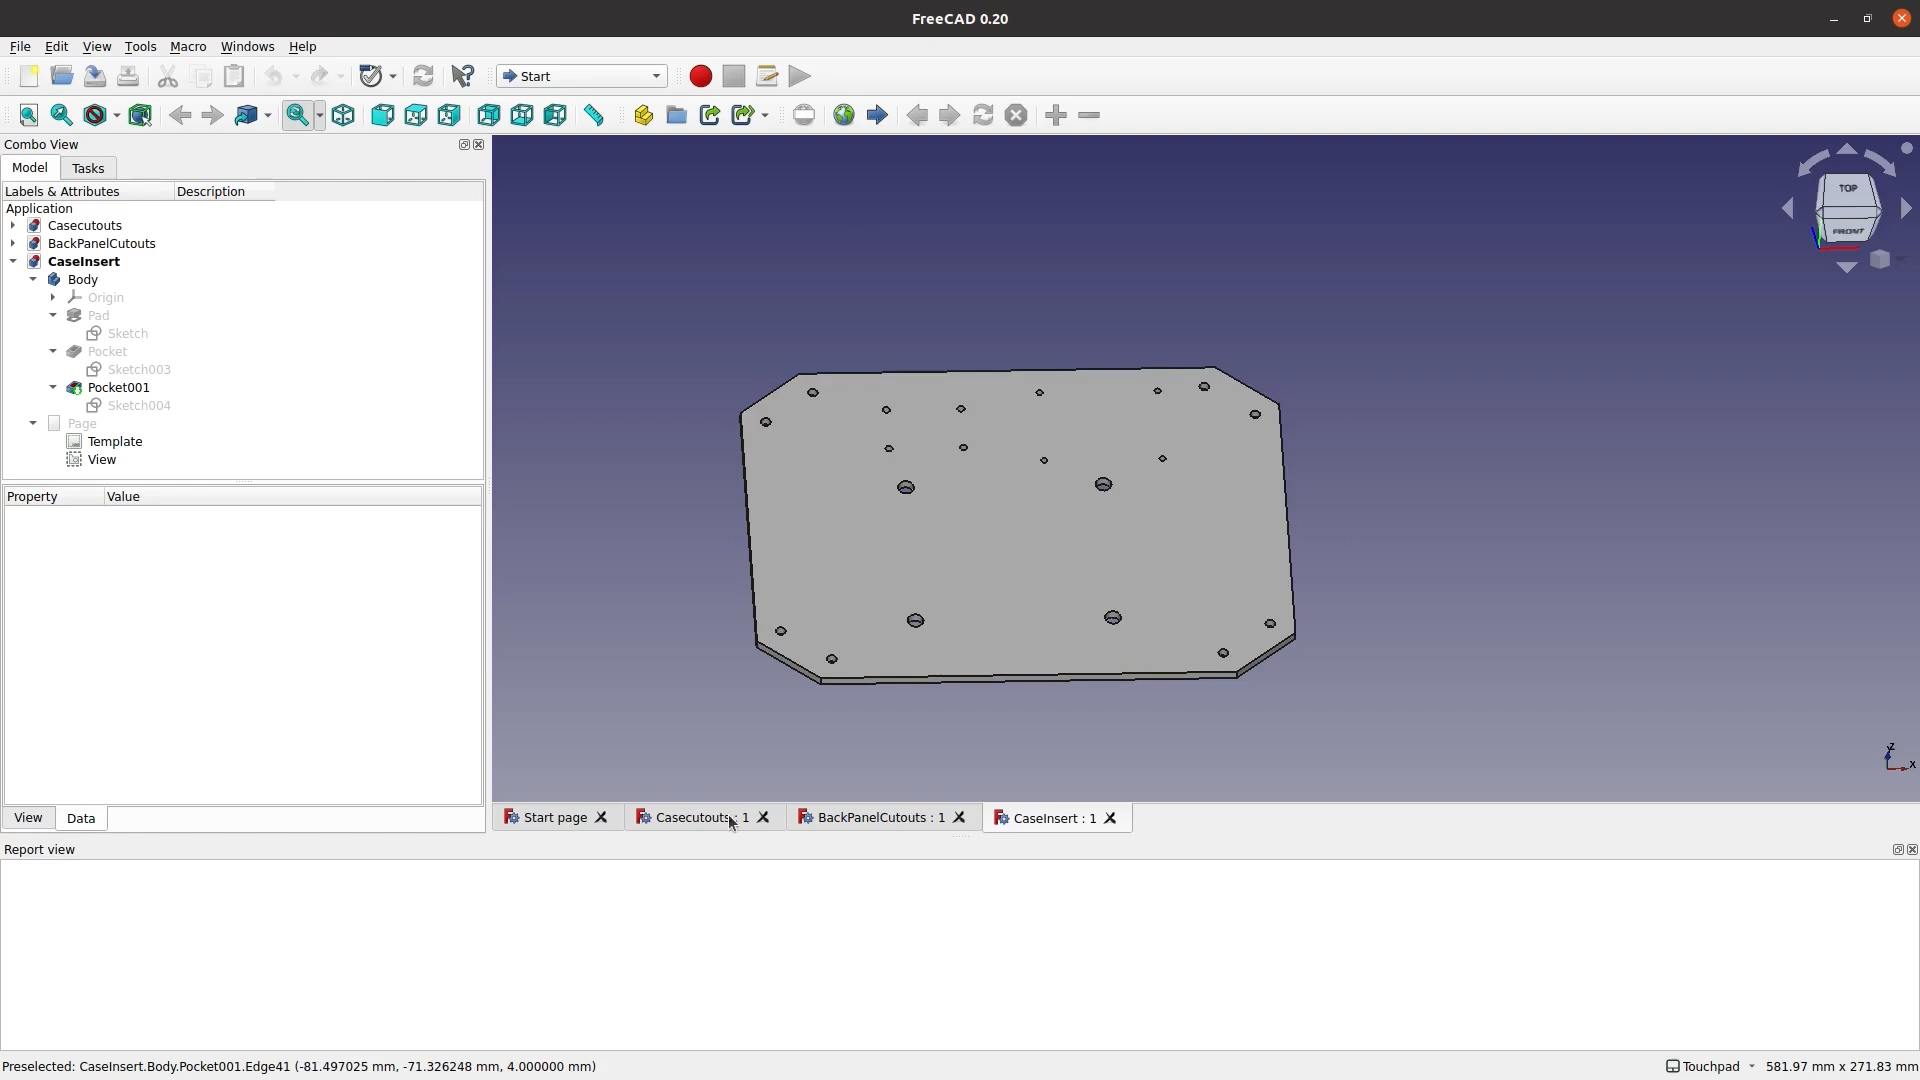 FreeCAD 0.20
File Edit View Tools Macro Windows Help
Start
Combo View
Model Tasks
Labels & Attributes Description
Application
Casecutouts
BackPanelCutouts
CaseInsert
Body
Origin
Pad
Sketch
Pocket
Sketch003
Pocket001
Sketch004
Page
Template
View
TOP
FRONT
Property Value
Z
X
View Data
Start page Casecutouts : 1 BackPanelCutouts : 1 CaseInsert : 1
Report view
Preselected: CaseInsert.Body.Pocket001.Edge41 (-81.497025 mm, -71.326248 mm, 4.000000 mm) Touchpad 581.97 mm x 271.83 mm